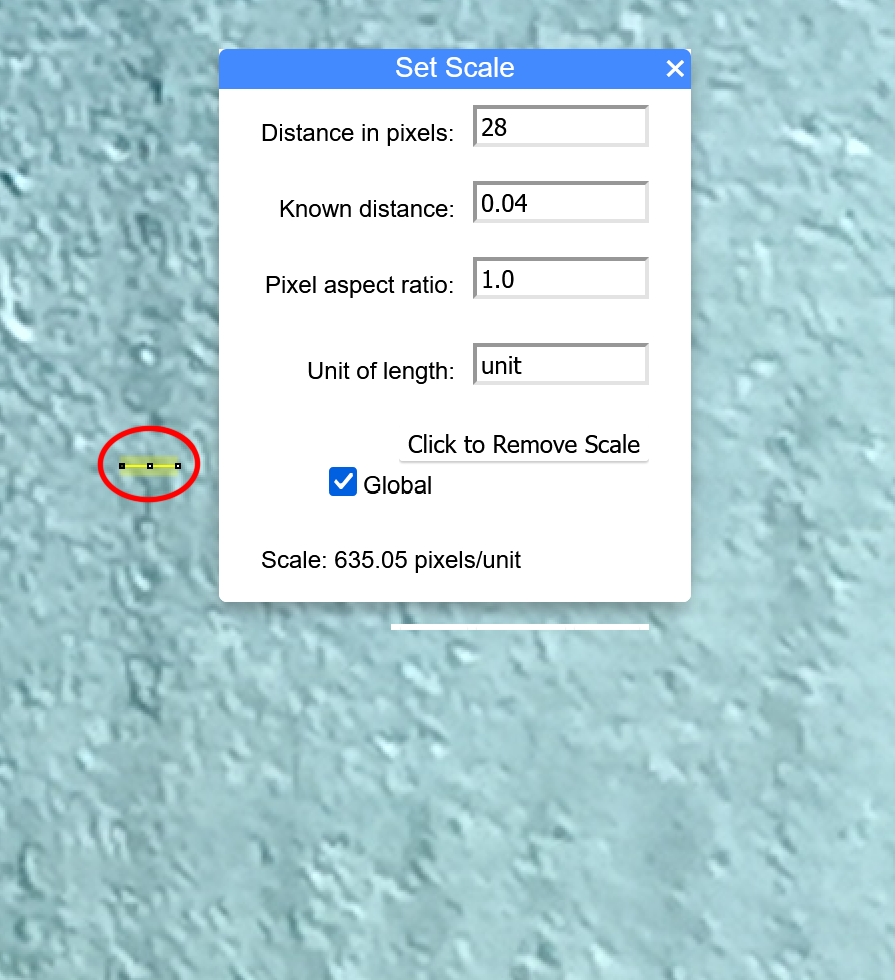 Set Scale
Distance in pixels: 28
Known distance: 0.04
Pixel aspect ratio: 1.0
Unit of length: unit
Click to Remove Scale
Global
Scale: 635.05 pixels/unit